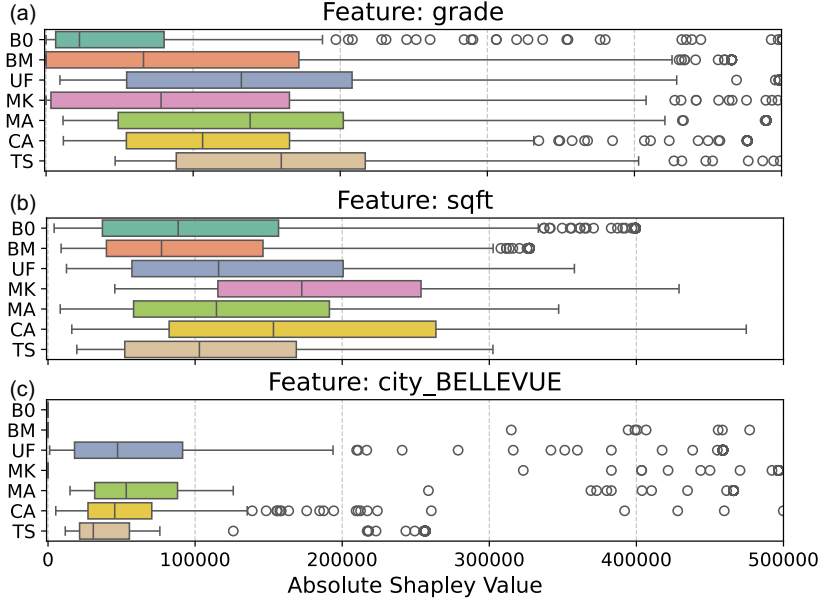 (a) Feature: grade
B0
BM
UF
MK
MA
CA
TS
(b) Feature: sqft
B0
BM
UF
MK
MA
CA
TS
(c) Feature: city_BELLEVUE
B0
BM
UF
MK
MA
CA
TS
0 100000 200000 300000 400000 500000
Absolute Shapley Value